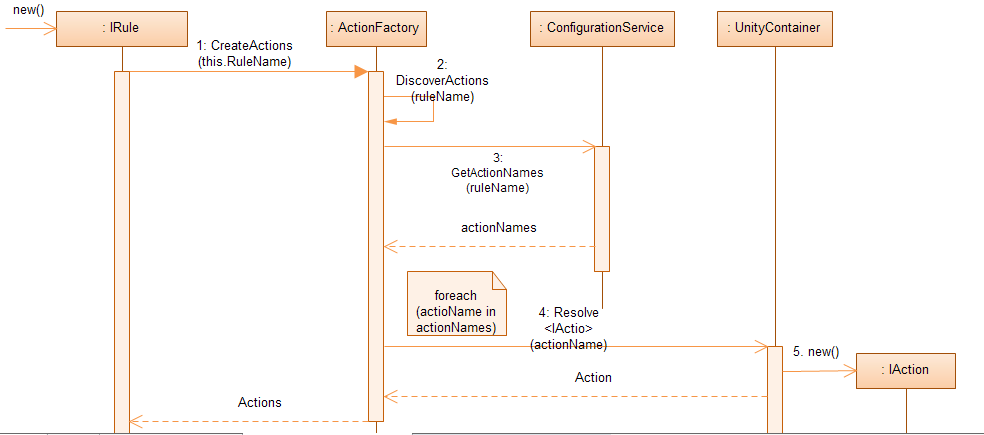 new()
: IRule
: ActionFactory
: ConfigurationService
: UnityContainer
1: CreateActions
(this.RuleName)
2:
DiscoverActions
(ruleName)
3:
GetActionNames
(ruleName)
actionNames
foreach
(actioName in
actionNames)
4: Resolve
<IActio>
(actionName)
5. new()
: IAction
Action
Actions